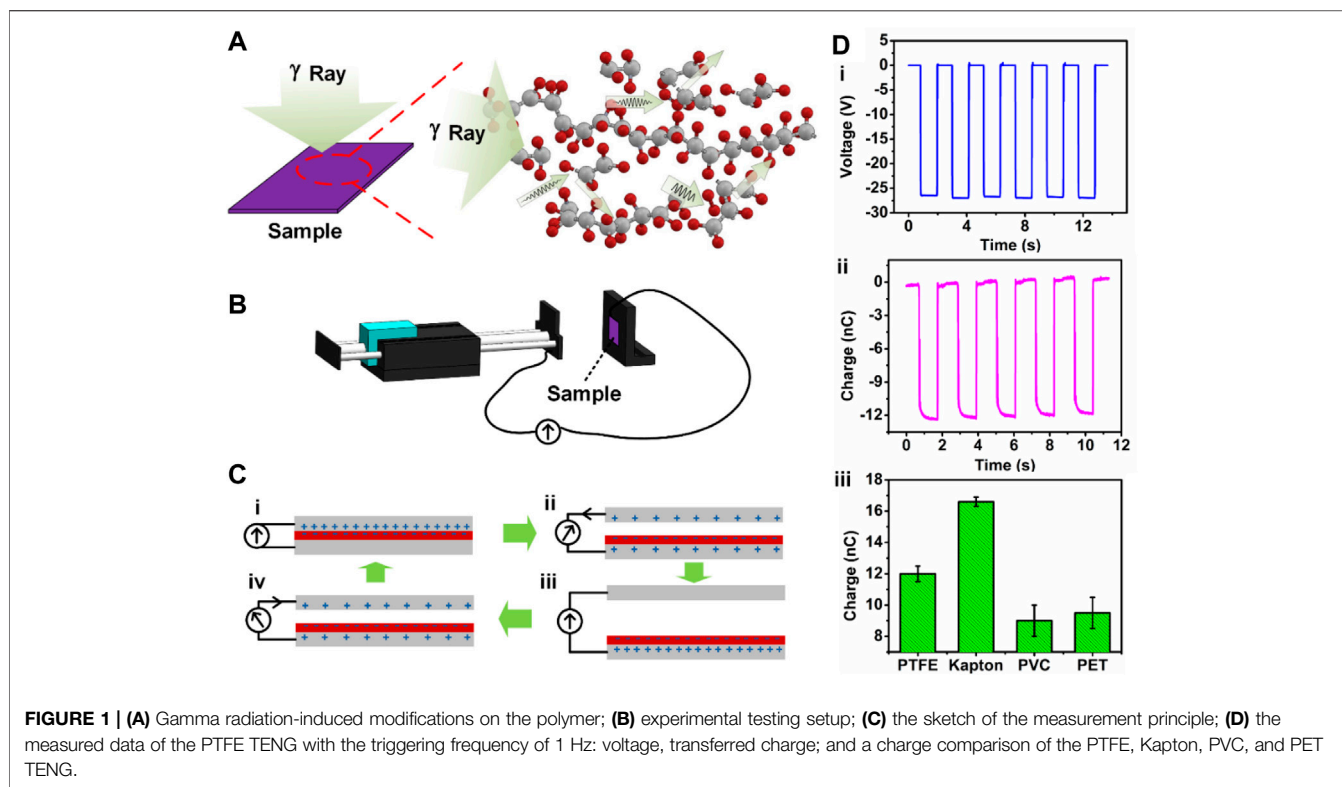 A
γ Ray
Sample
γ Ray
B
Sample
C
i
ii
iv
iii
D
i
5
0
-5
-10
-15
-20
-25
-30
Voltage (V)
0 4 8 12
Time (s)
ii
0
-3
-6
-9
-12
Charge (nC)
0 2 4 6 8 10 12
Time (s)
iii
18
16
14
12
10
8
Charge (nC)
PTFE Kapton PVC PET
FIGURE 1 | (A) Gamma radiation-induced modifications on the polymer; (B) experimental testing setup; (C) the sketch of the measurement principle; (D) the
measured data of the PTFE TENG with the triggering frequency of 1 Hz: voltage, transferred charge; and a charge comparison of the PTFE, Kapton, PVC, and PET
TENG.